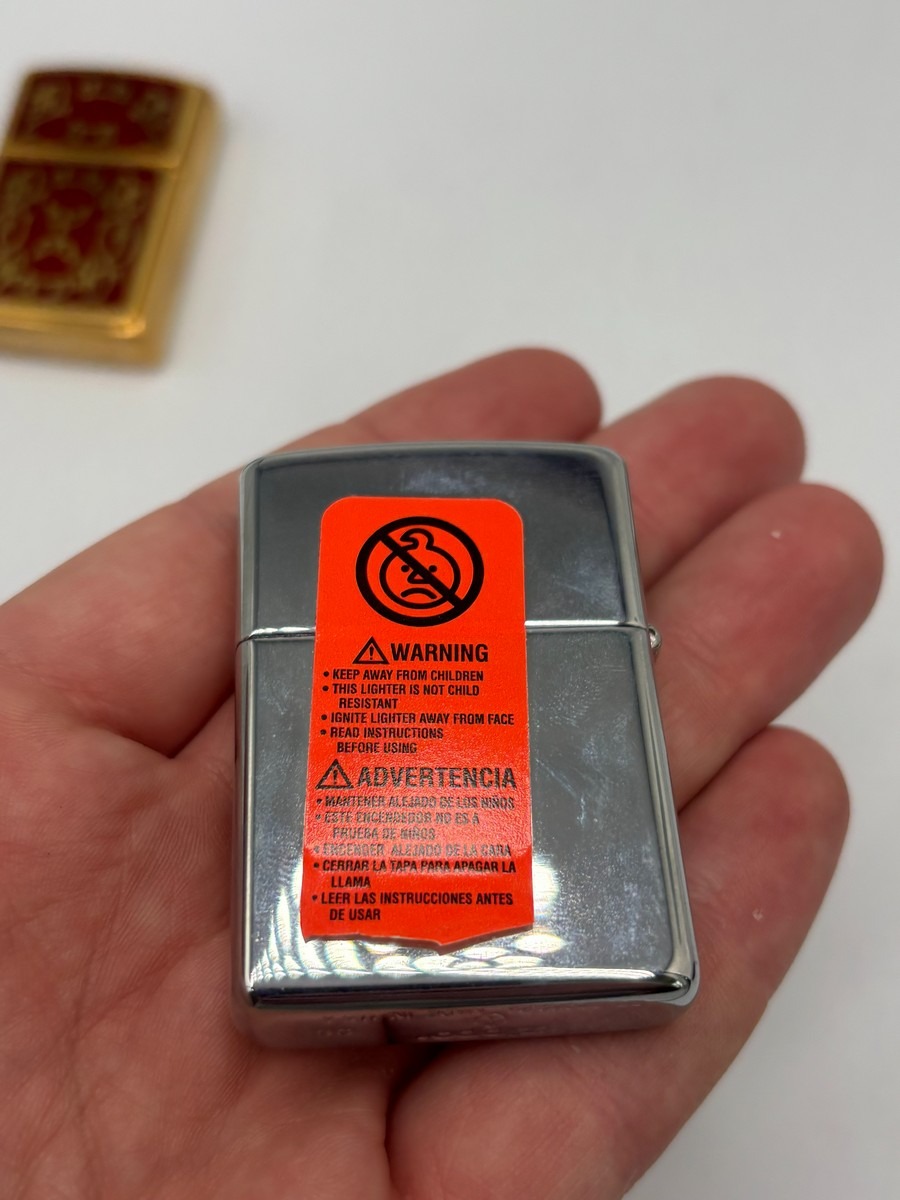 ⚠ WARNING
• KEEP AWAY FROM CHILDREN
• THIS LIGHTER IS NOT CHILD
RESISTANT
• IGNITE LIGHTER AWAY FROM FACE
• READ INSTRUCTIONS
BEFORE USING
⚠ ADVERTENCIA
• MANTENER ALEJADO DE LOS NIÑOS
• ESTE ENCENDEDOR NO ES A
PRUEBA DE NIÑOS
• ENCENDER ALEJADO DE LA CARA
• CERRAR LA TAPA PARA APAGAR LA
LLAMA
• LEER LAS INSTRUCCIONES ANTES
DE USAR